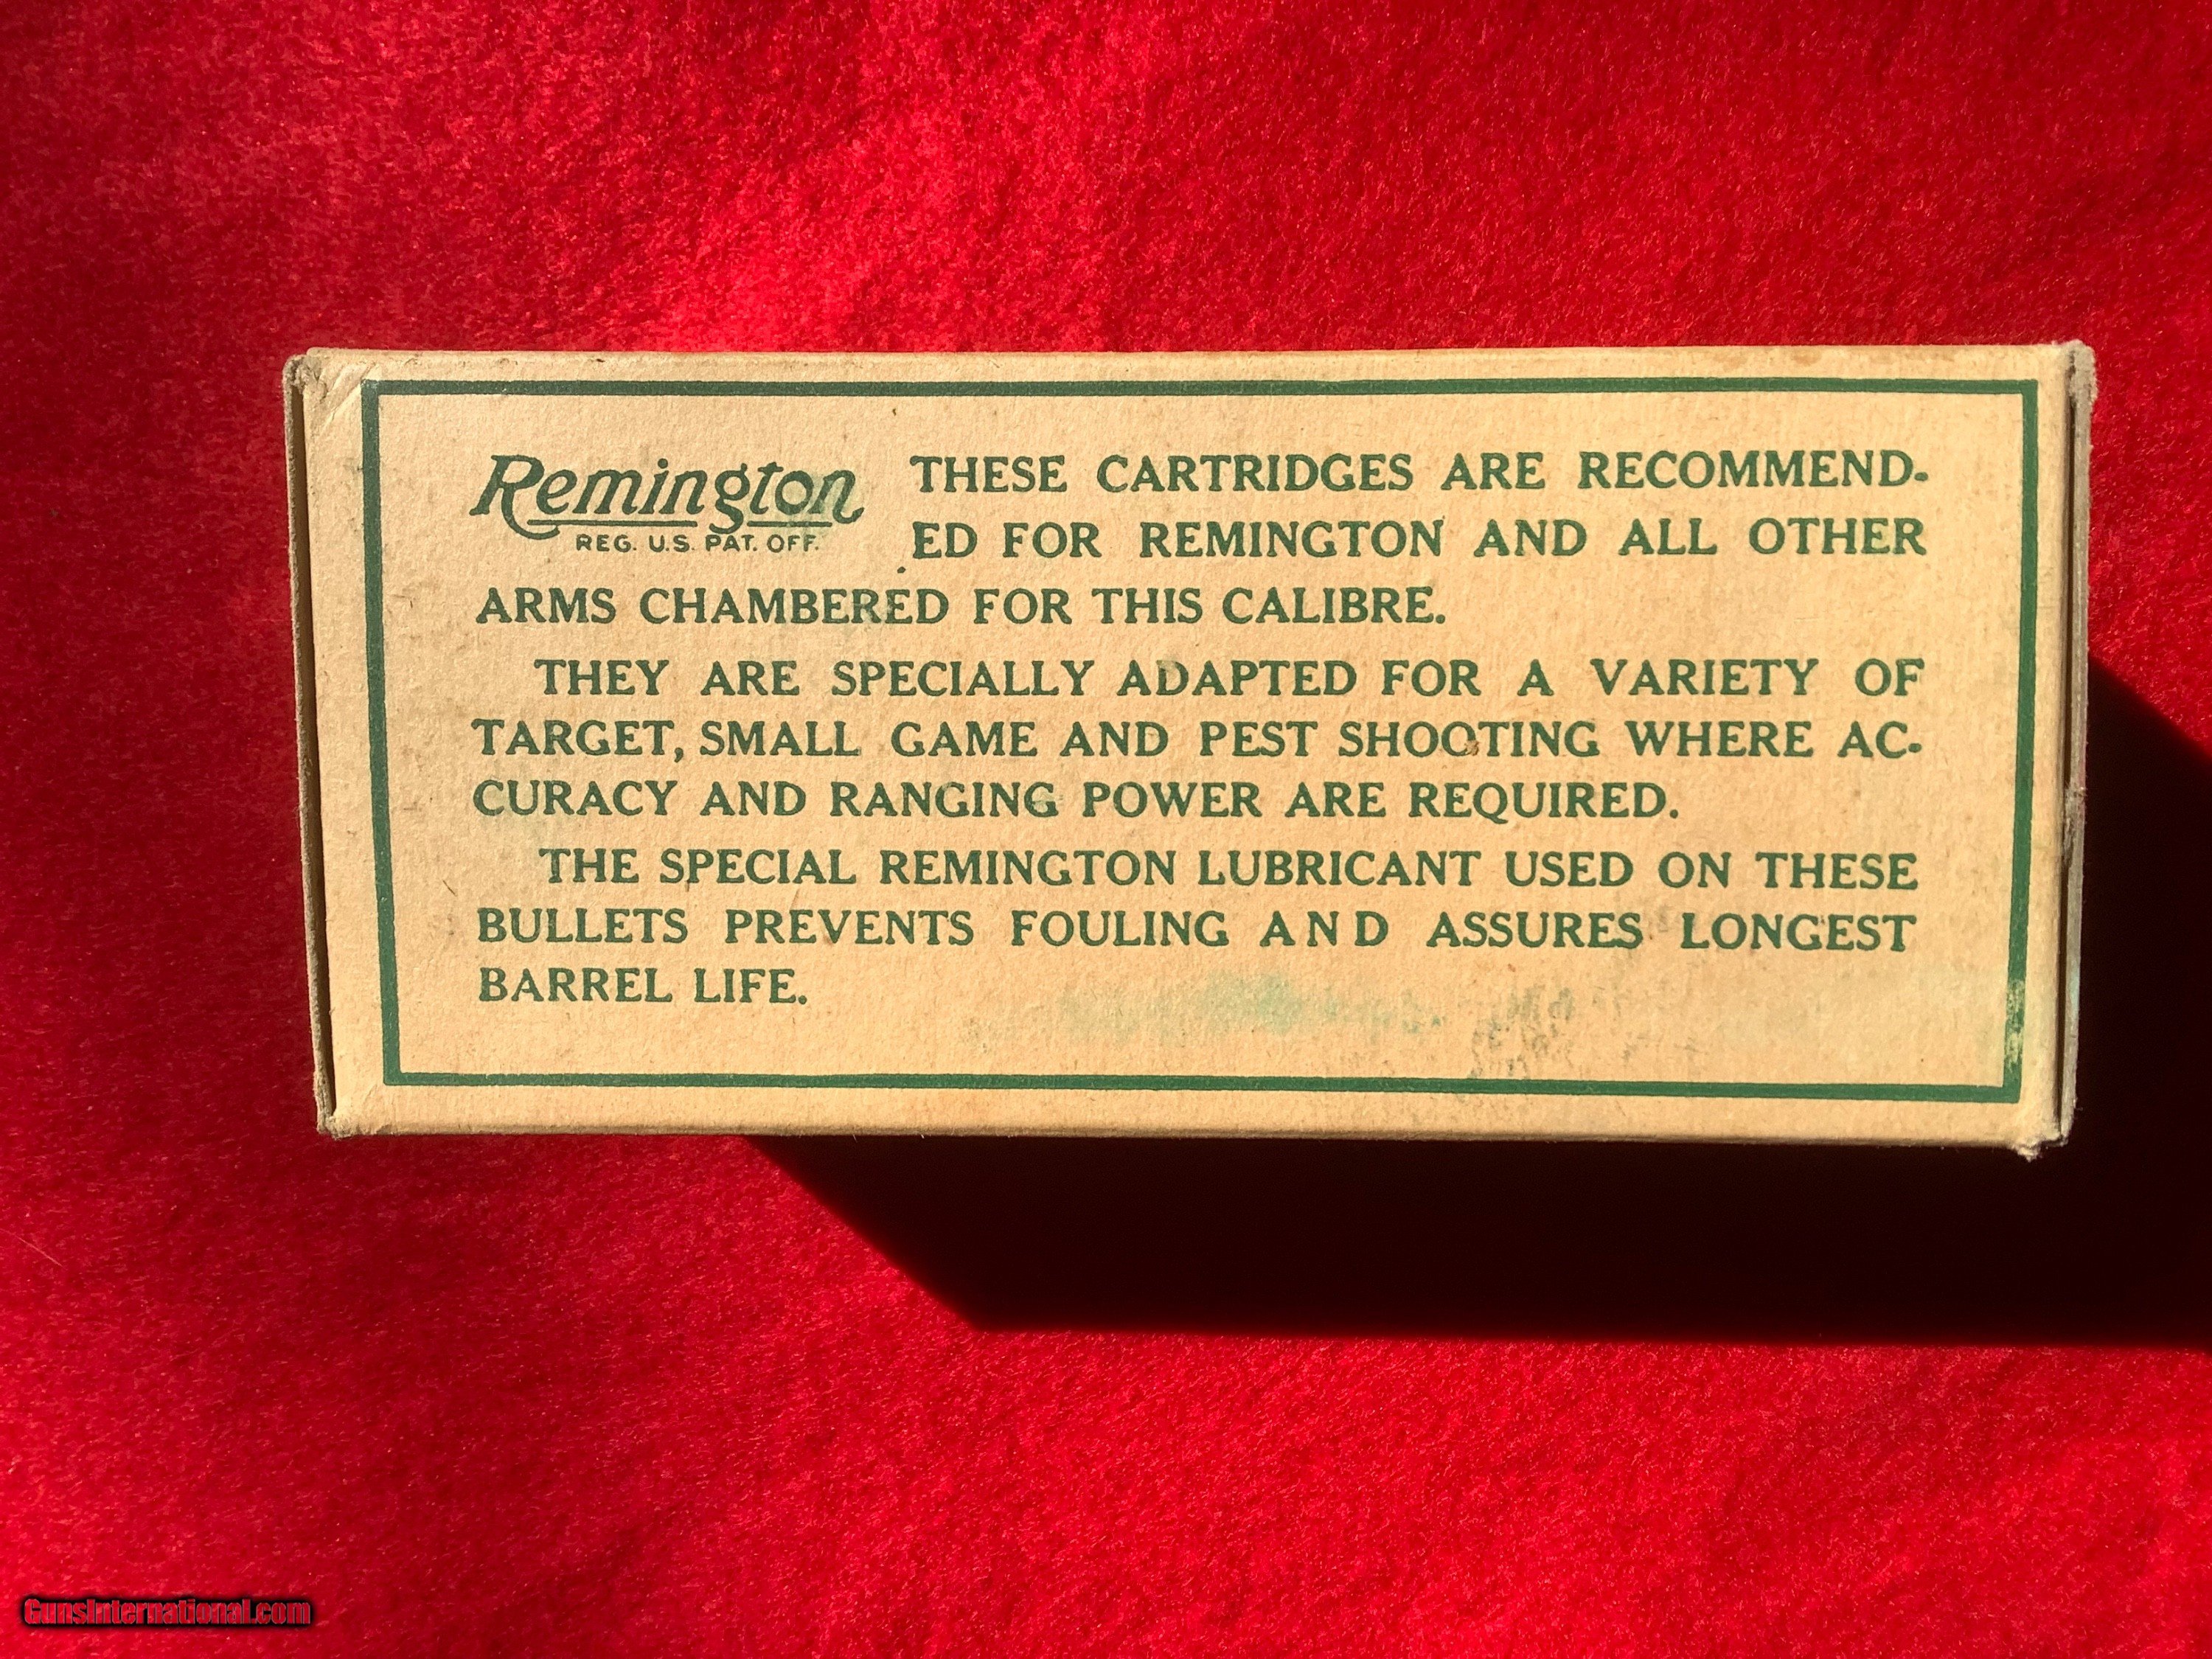 Remington THESE CARTRIDGES ARE RECOMMEND-
REG. U.S. PAT. OFF. ED FOR REMINGTON AND ALL OTHER
ARMS CHAMBERED FOR THIS CALIBRE.
THEY ARE SPECIALLY ADAPTED FOR A VARIETY OF
TARGET, SMALL GAME AND PEST SHOOTING WHERE AC-
CURACY AND RANGING POWER ARE REQUIRED.
THE SPECIAL REMINGTON LUBRICANT USED ON THESE
BULLETS PREVENTS FOULING AND ASSURES LONGEST
BARREL LIFE.
GunsInternational.com